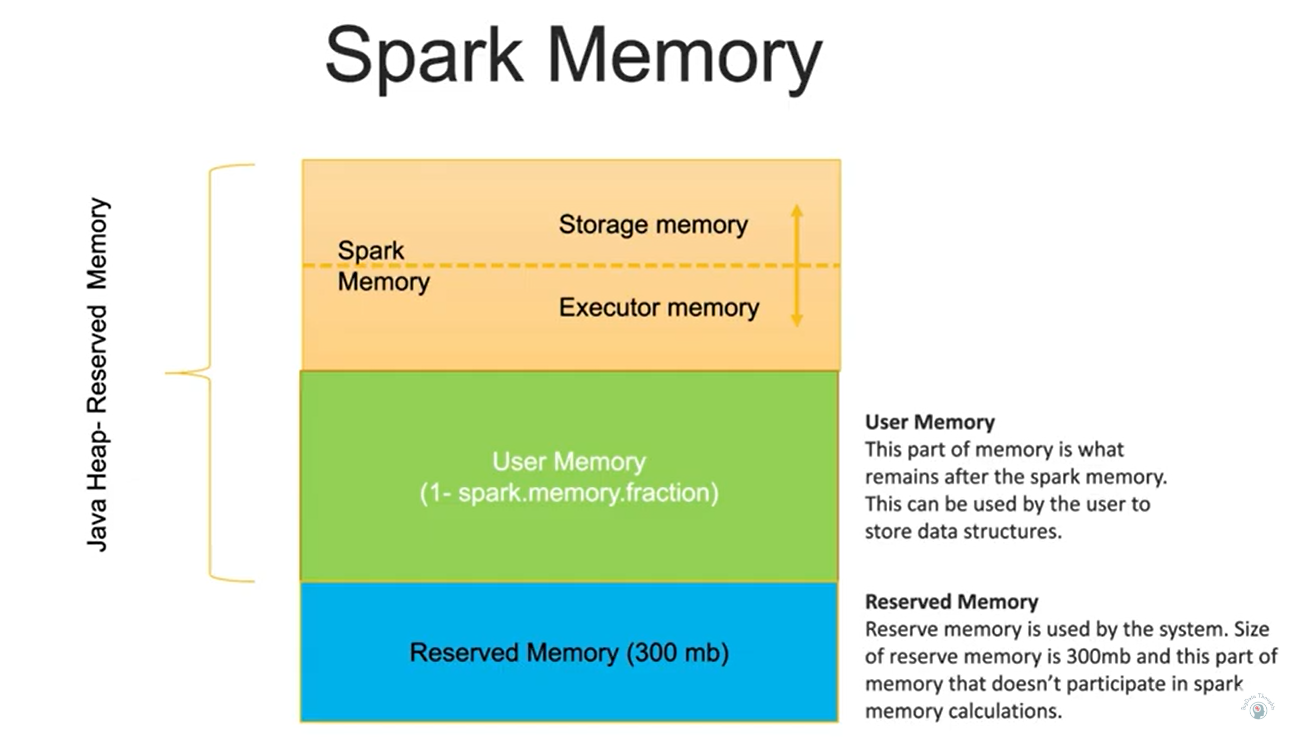 Spark Memory
Java Heap- Reserved Memory
Storage memory
Spark
Memory
Executor memory
User Memory
(1- spark.memory.fraction)
User Memory
This part of memory is what
remains after the spark memory.
This can be used by the user to
store data structures.
Reserved Memory (300 mb)
Reserved Memory
Reserve memory is used by the system. Size
of reserve memory is 300mb and this part of
memory that doesn’t participate in spark
memory calculations.